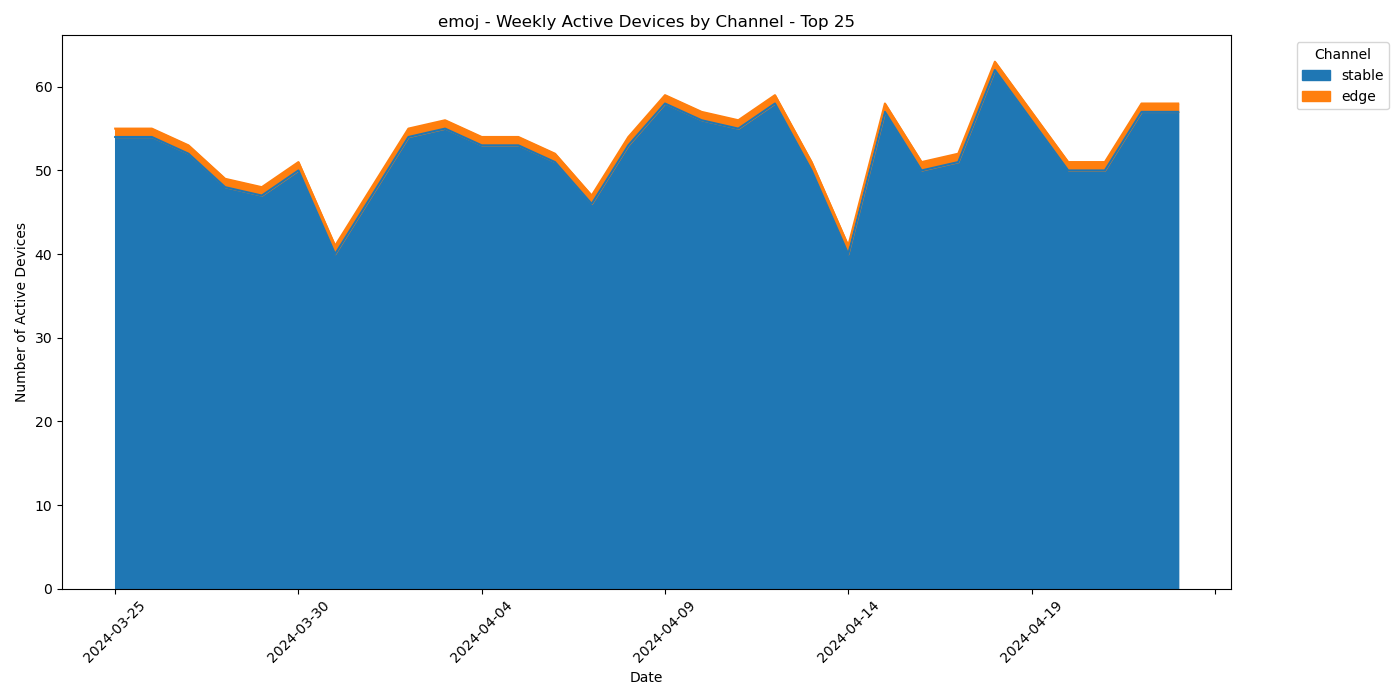 emoj - Weekly Active Devices by Channel - Top 25
Channel
stable
edge
Number of Active Devices
60
50
40
30
20
10
0
2024-03-25
2024-03-30
2024-04-04
2024-04-09
2024-04-14
2024-04-19
Date